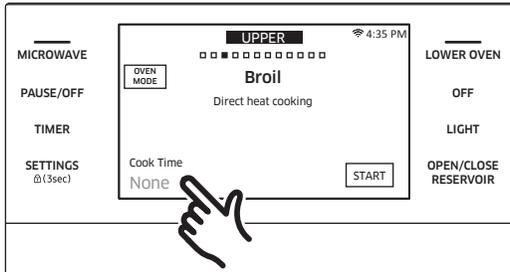 MICROWAVE
PAUSE/OFF
TIMER
SETTINGS
(3sec)
UPPER
4:35 PM
OVEN
MODE
Broil
Direct heat cooking
Cook Time
None
START
LOWER OVEN
OFF
LIGHT
OPEN/CLOSE
RESERVOIR